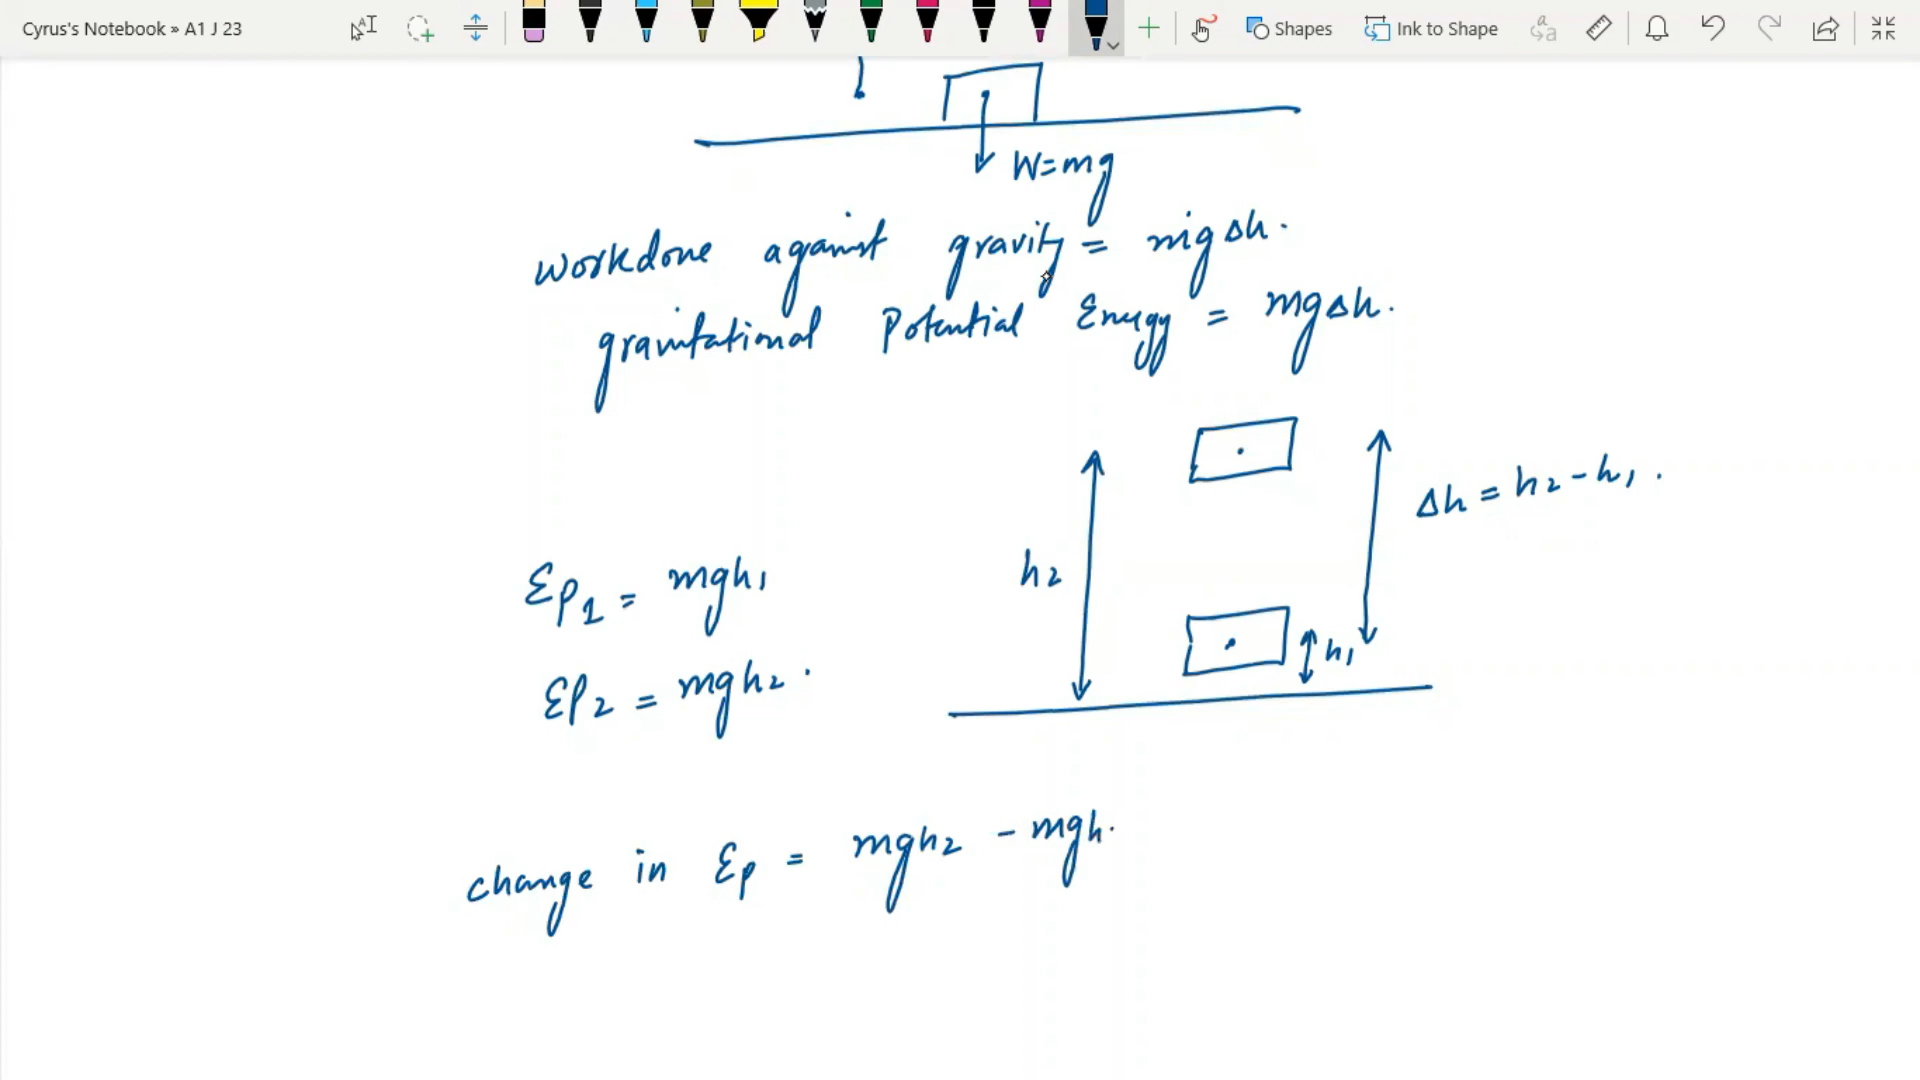 Cyrus's Notebook » A1 J 23
Shapes
Ink to Shape
W=mg
workdone against gravity = mgΔh.
gravitational Potential Energy = mgΔh.
Δh = h2 - h1.
h2
Ep1 = mgh1
h1
Ep2 = mgh2.
change in Ep = mgh2 - mgh.